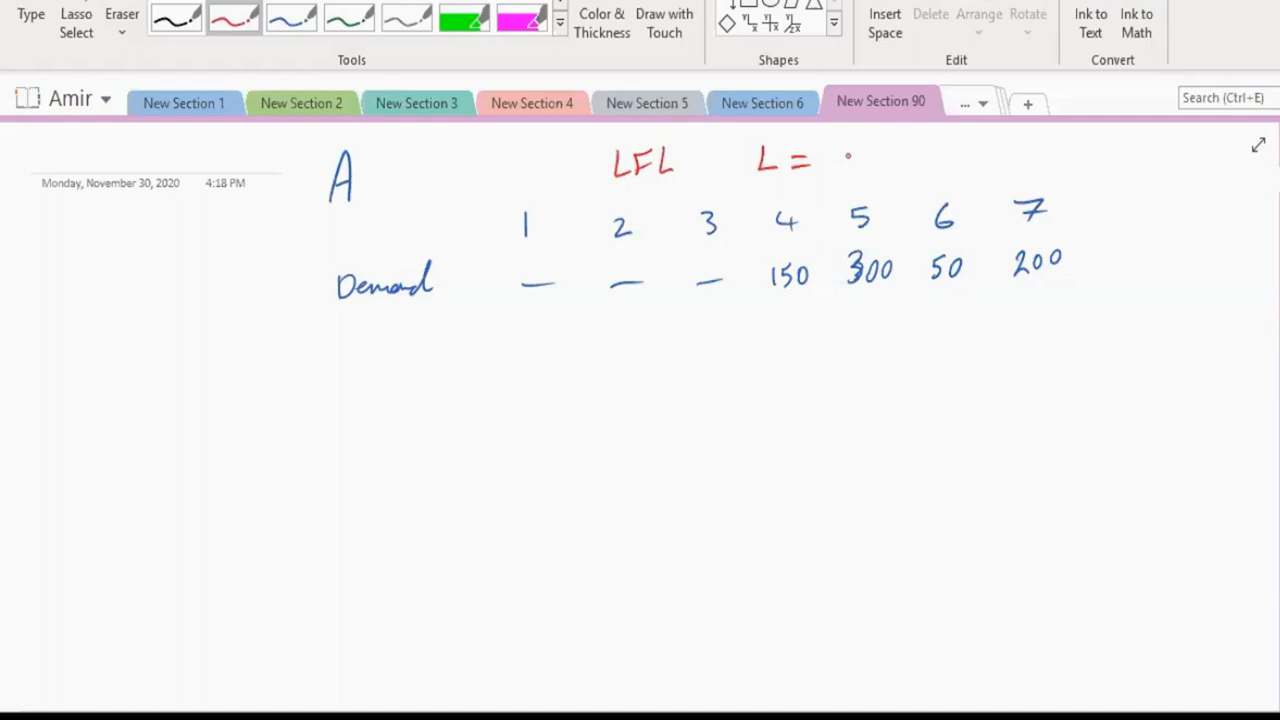 Type Lasso Select Eraser Color & Thickness Draw with Touch Insert Space Delete Arrange Rotate Ink to Text Ink to Math
Tools Shapes Edit Convert
Amir New Section 1 New Section 2 New Section 3 New Section 4 New Section 5 New Section 6 New Section 90 ... + Search (Ctrl+E)
Monday, November 30, 2020 4:18 PM
A LFL L =
1 2 3 4 5 6 7
Demand — — — 150 300 50 200